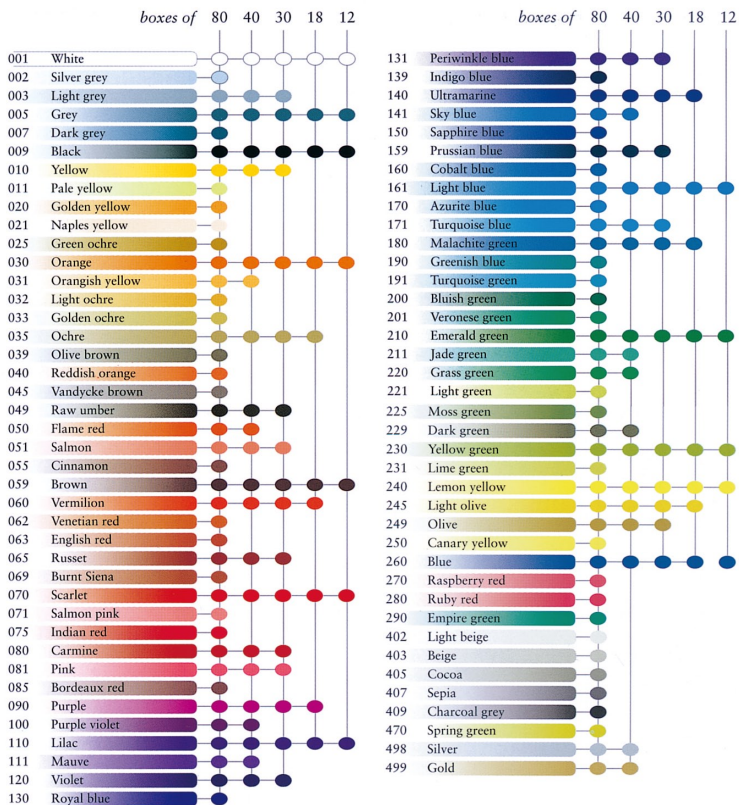 boxes of 80 40 30 18 12
001 White
002 Silver grey
003 Light grey
005 Grey
007 Dark grey
009 Black
010 Yellow
011 Pale yellow
020 Golden yellow
021 Naples yellow
025 Green ochre
030 Orange
031 Orangish yellow
032 Light ochre
033 Golden ochre
035 Ochre
039 Olive brown
040 Reddish orange
045 Vandycke brown
049 Raw umber
050 Flame red
051 Salmon
055 Cinnamon
059 Brown
060 Vermilion
062 Venetian red
063 English red
065 Russet
069 Burnt Siena
070 Scarlet
071 Salmon pink
075 Indian red
080 Carmine
081 Pink
085 Bordeaux red
090 Purple
100 Purple violet
110 Lilac
111 Mauve
120 Violet
130 Royal blue
boxes of 80 40 30 18 12
131 Periwinkle blue
139 Indigo blue
140 Ultramarine
141 Sky blue
150 Sapphire blue
159 Prussian blue
160 Cobalt blue
161 Light blue
170 Azurite blue
171 Turquoise blue
180 Malachite green
190 Greenish blue
191 Turquoise green
200 Bluish green
201 Veronese green
210 Emerald green
211 Jade green
220 Grass green
221 Light green
225 Moss green
229 Dark green
230 Yellow green
231 Lime green
240 Lemon yellow
245 Light olive
249 Olive
250 Canary yellow
260 Blue
270 Raspberry red
280 Ruby red
290 Empire green
402 Light beige
403 Beige
405 Cocoa
407 Sepia
409 Charcoal grey
470 Spring green
498 Silver
499 Gold